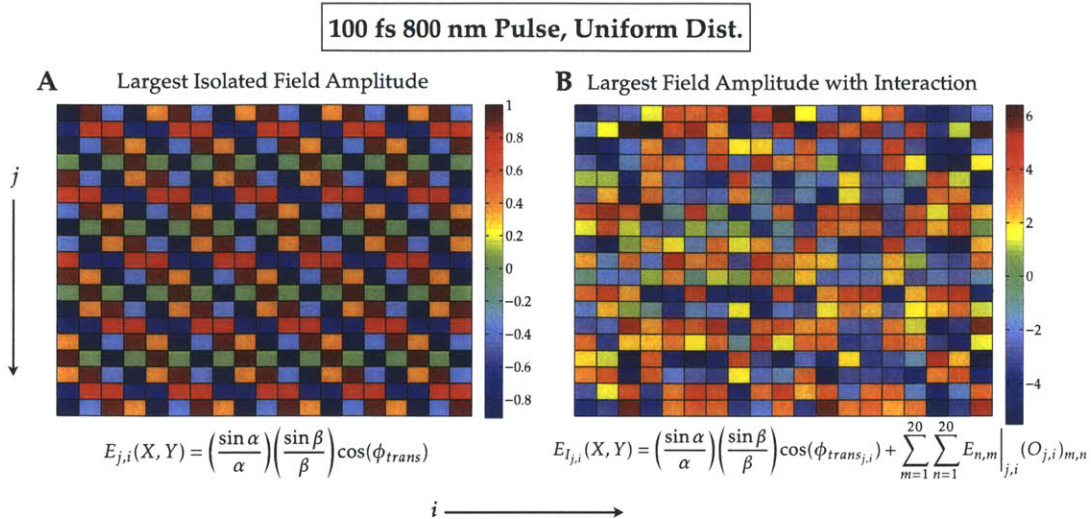 100 fs 800 nm Pulse, Uniform Dist.
A Largest Isolated Field Amplitude
B Largest Field Amplitude with Interaction
j
1
0.8
0.6
0.4
0.2
0
−0.2
−0.4
−0.6
−0.8
6
4
2
0
−2
−4
E_{j,i}(X, Y) = (sin α / α) (sin β / β) cos(ϕ_{trans})
E_{I_{j,i}}(X, Y) = (sin α / α) (sin β / β) cos(ϕ_{trans_{j,i}}) + ∑_{m=1}^{20} ∑_{n=1}^{20} E_{n,m}|_{j,i} (O_{j,i})_{m,n}
i